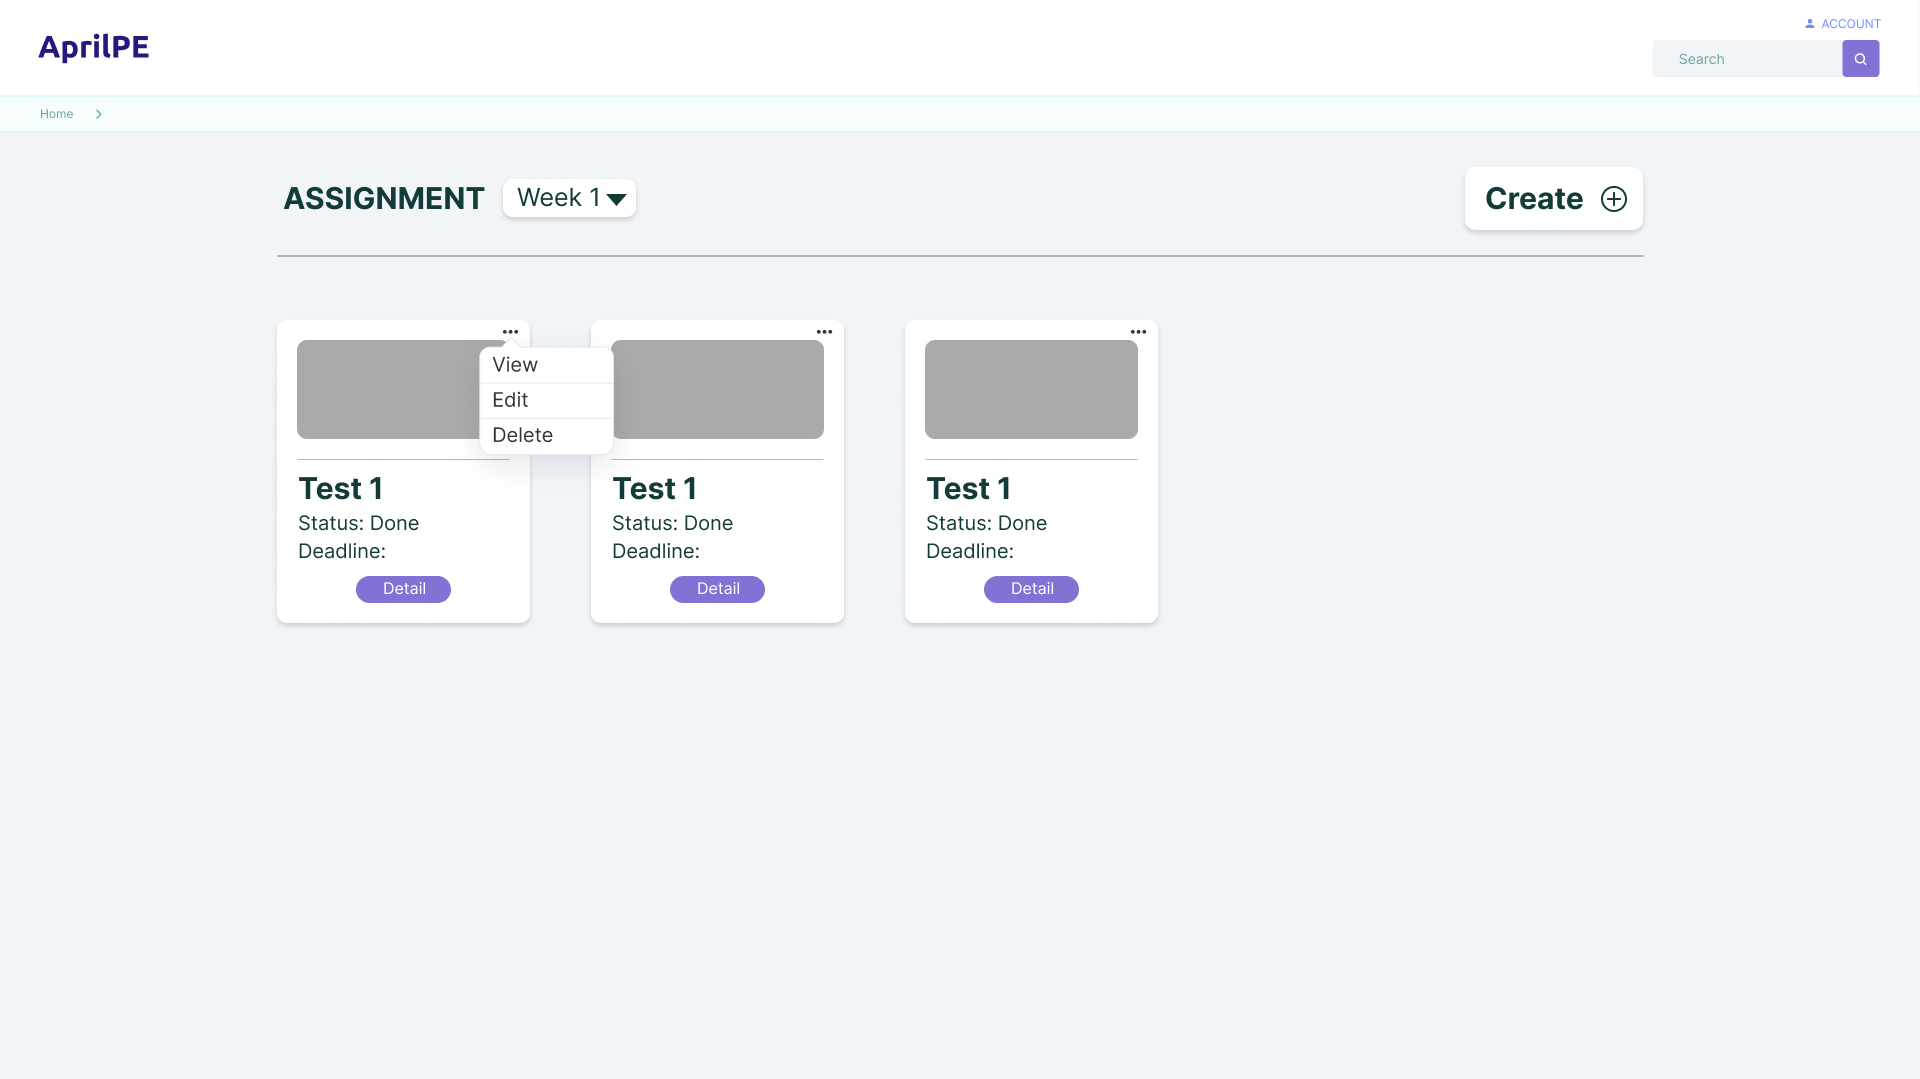 AprilPE
ACCOUNT
Search
Home
ASSIGNMENT
Week 1
Create
View
Edit
Delete
Test 1
Status: Done
Deadline:
Detail
Test 1
Status: Done
Deadline:
Detail
Test 1
Status: Done
Deadline:
Detail